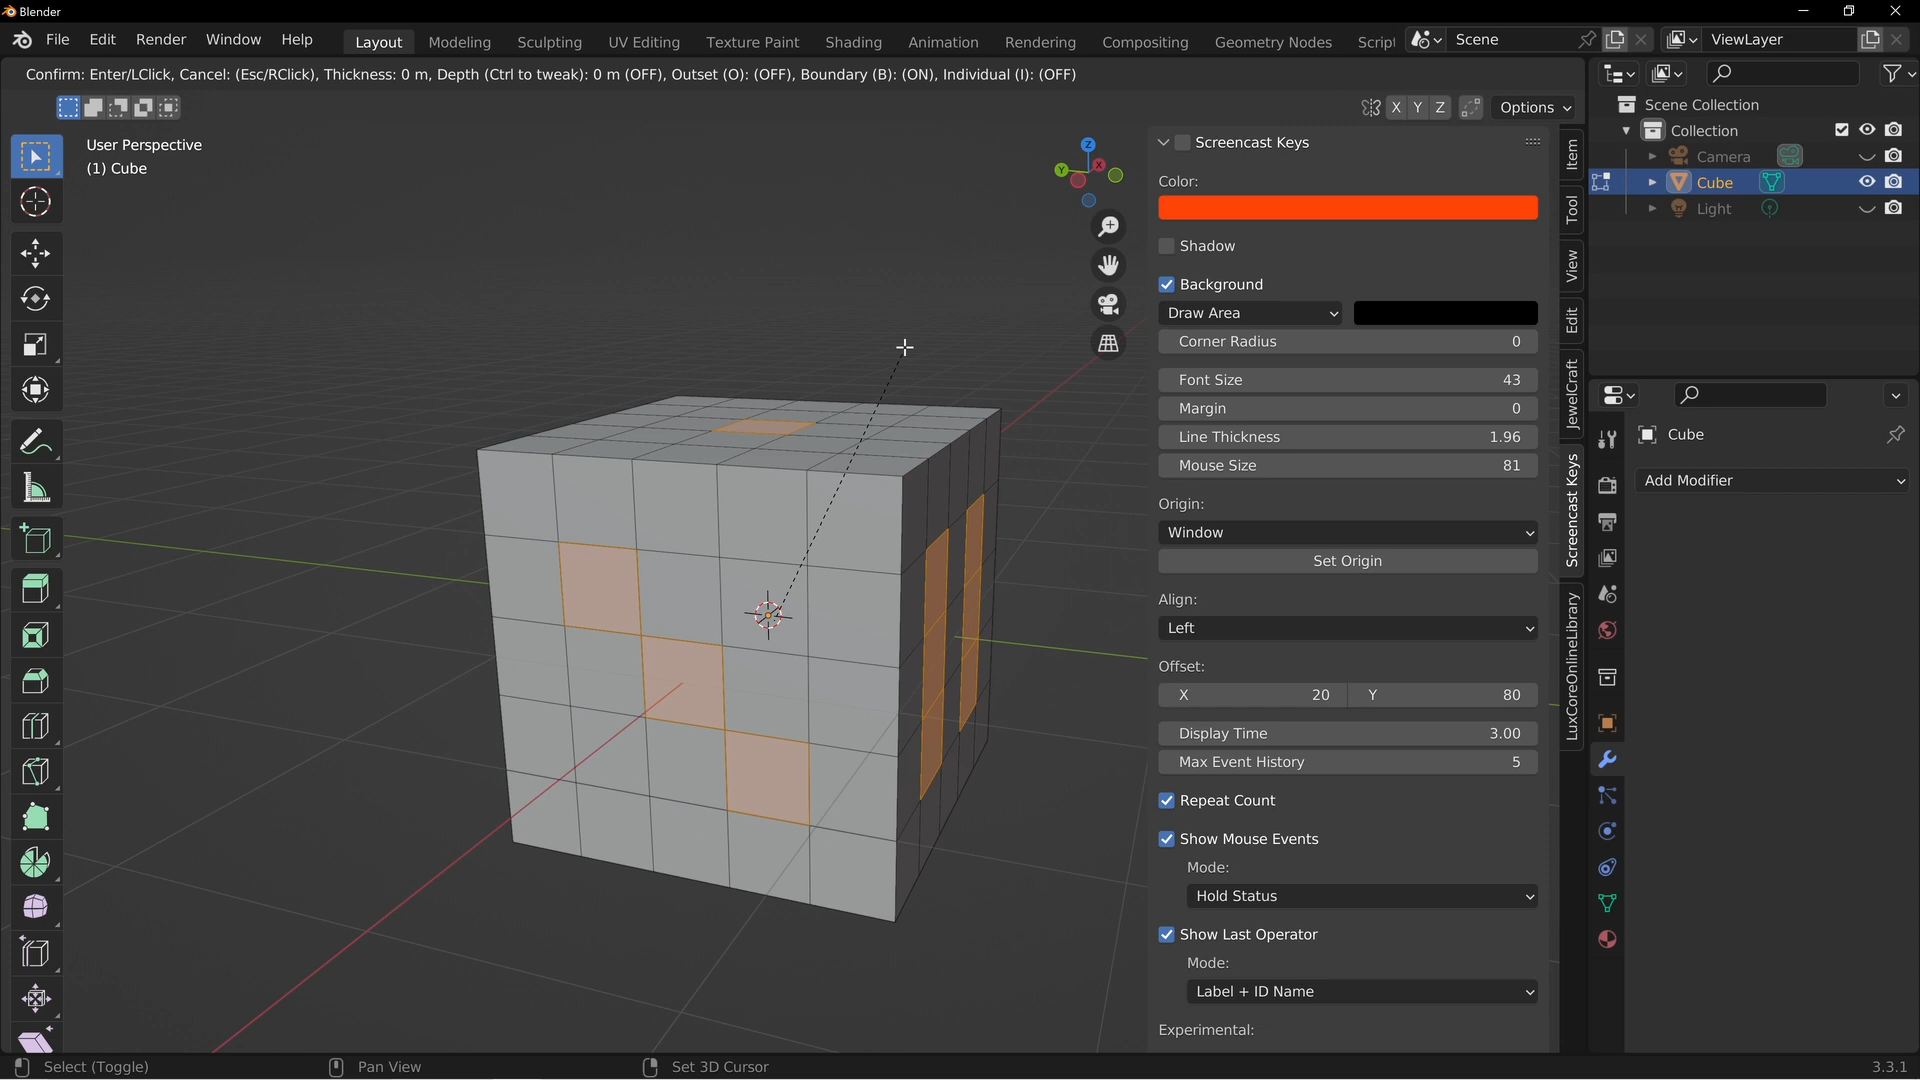 Blender
File Edit Render Window Help Layout Modeling Sculpting UV Editing Texture Paint Shading Animation Rendering Compositing Geometry Nodes Script Scene ViewLayer
Confirm: Enter/LClick, Cancel: (Esc/RClick), Thickness: 0 m, Depth (Ctrl to tweak): 0 m (OFF), Outset (O): (OFF), Boundary (B): (ON), Individual (I): (OFF)
X Y Z Options
User Perspective
(1) Cube
Z
X
Y
Screencast Keys
Color:
Shadow
Background
Draw Area
Corner Radius 0
Font Size 43
Margin 0
Line Thickness 1.96
Mouse Size 81
Origin:
Window
Set Origin
Align:
Left
Offset:
X 20 Y 80
Display Time 3.00
Max Event History 5
Repeat Count
Show Mouse Events
Mode:
Hold Status
Show Last Operator
Mode:
Label + ID Name
Experimental:
Item
Tool
View
Edit
JewelCraft
Screencast Keys
LuxCoreOnlineLibrary
Scene Collection
Collection
Camera
Cube
Light
Cube
Add Modifier
Select (Toggle) Pan View Set 3D Cursor 3.3.1